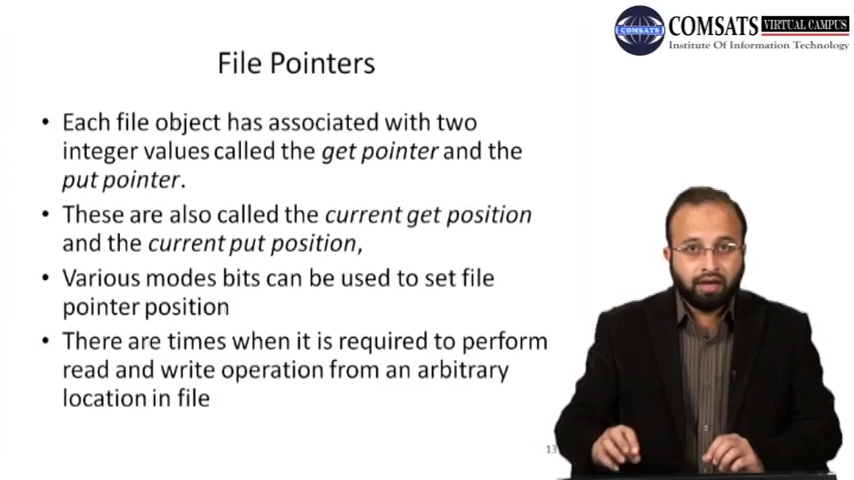 COMSATS VIRTUAL CAMPUS
Institute Of Information Technology
COMSATS
File Pointers
• Each file object has associated with two
integer values called the get pointer and the
put pointer.
• These are also called the current get position
and the current put position,
• Various modes bits can be used to set file
pointer position
• There are times when it is required to perform
read and write operation from an arbitrary
location in file
13